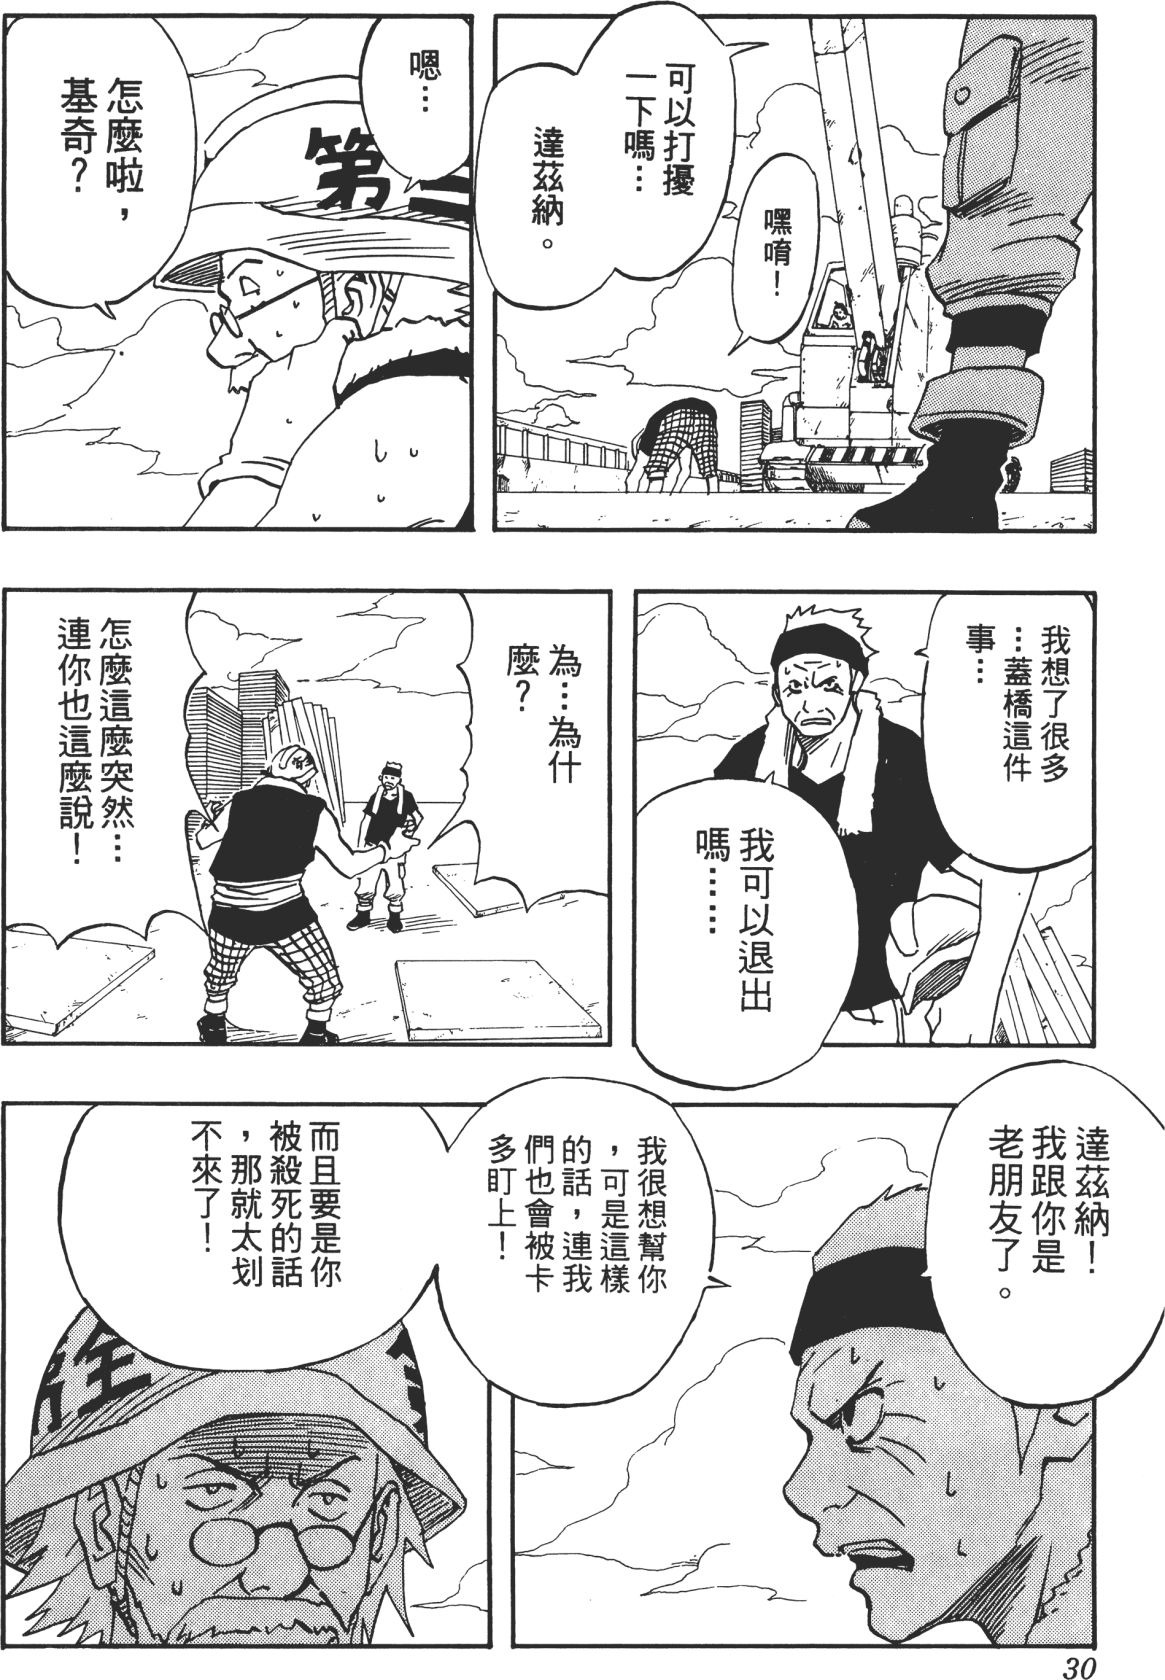 可以打擾
一下嗎…
達茲納。
嘿唷！
嗯…
第三
怎麼啦，
基奇？
我想了很多
…蓋橋這件
事…
我可以退出
嗎……
為…為什
麼？
怎麼這麼突然…
連你也這麼說！
達茲納！
我跟你是
老朋友了。
我很想幫你
，可是這樣
的話，連我
們也會被卡
多盯上！
而且要是你
被殺死的話
，那就太划
不來了！
全
30